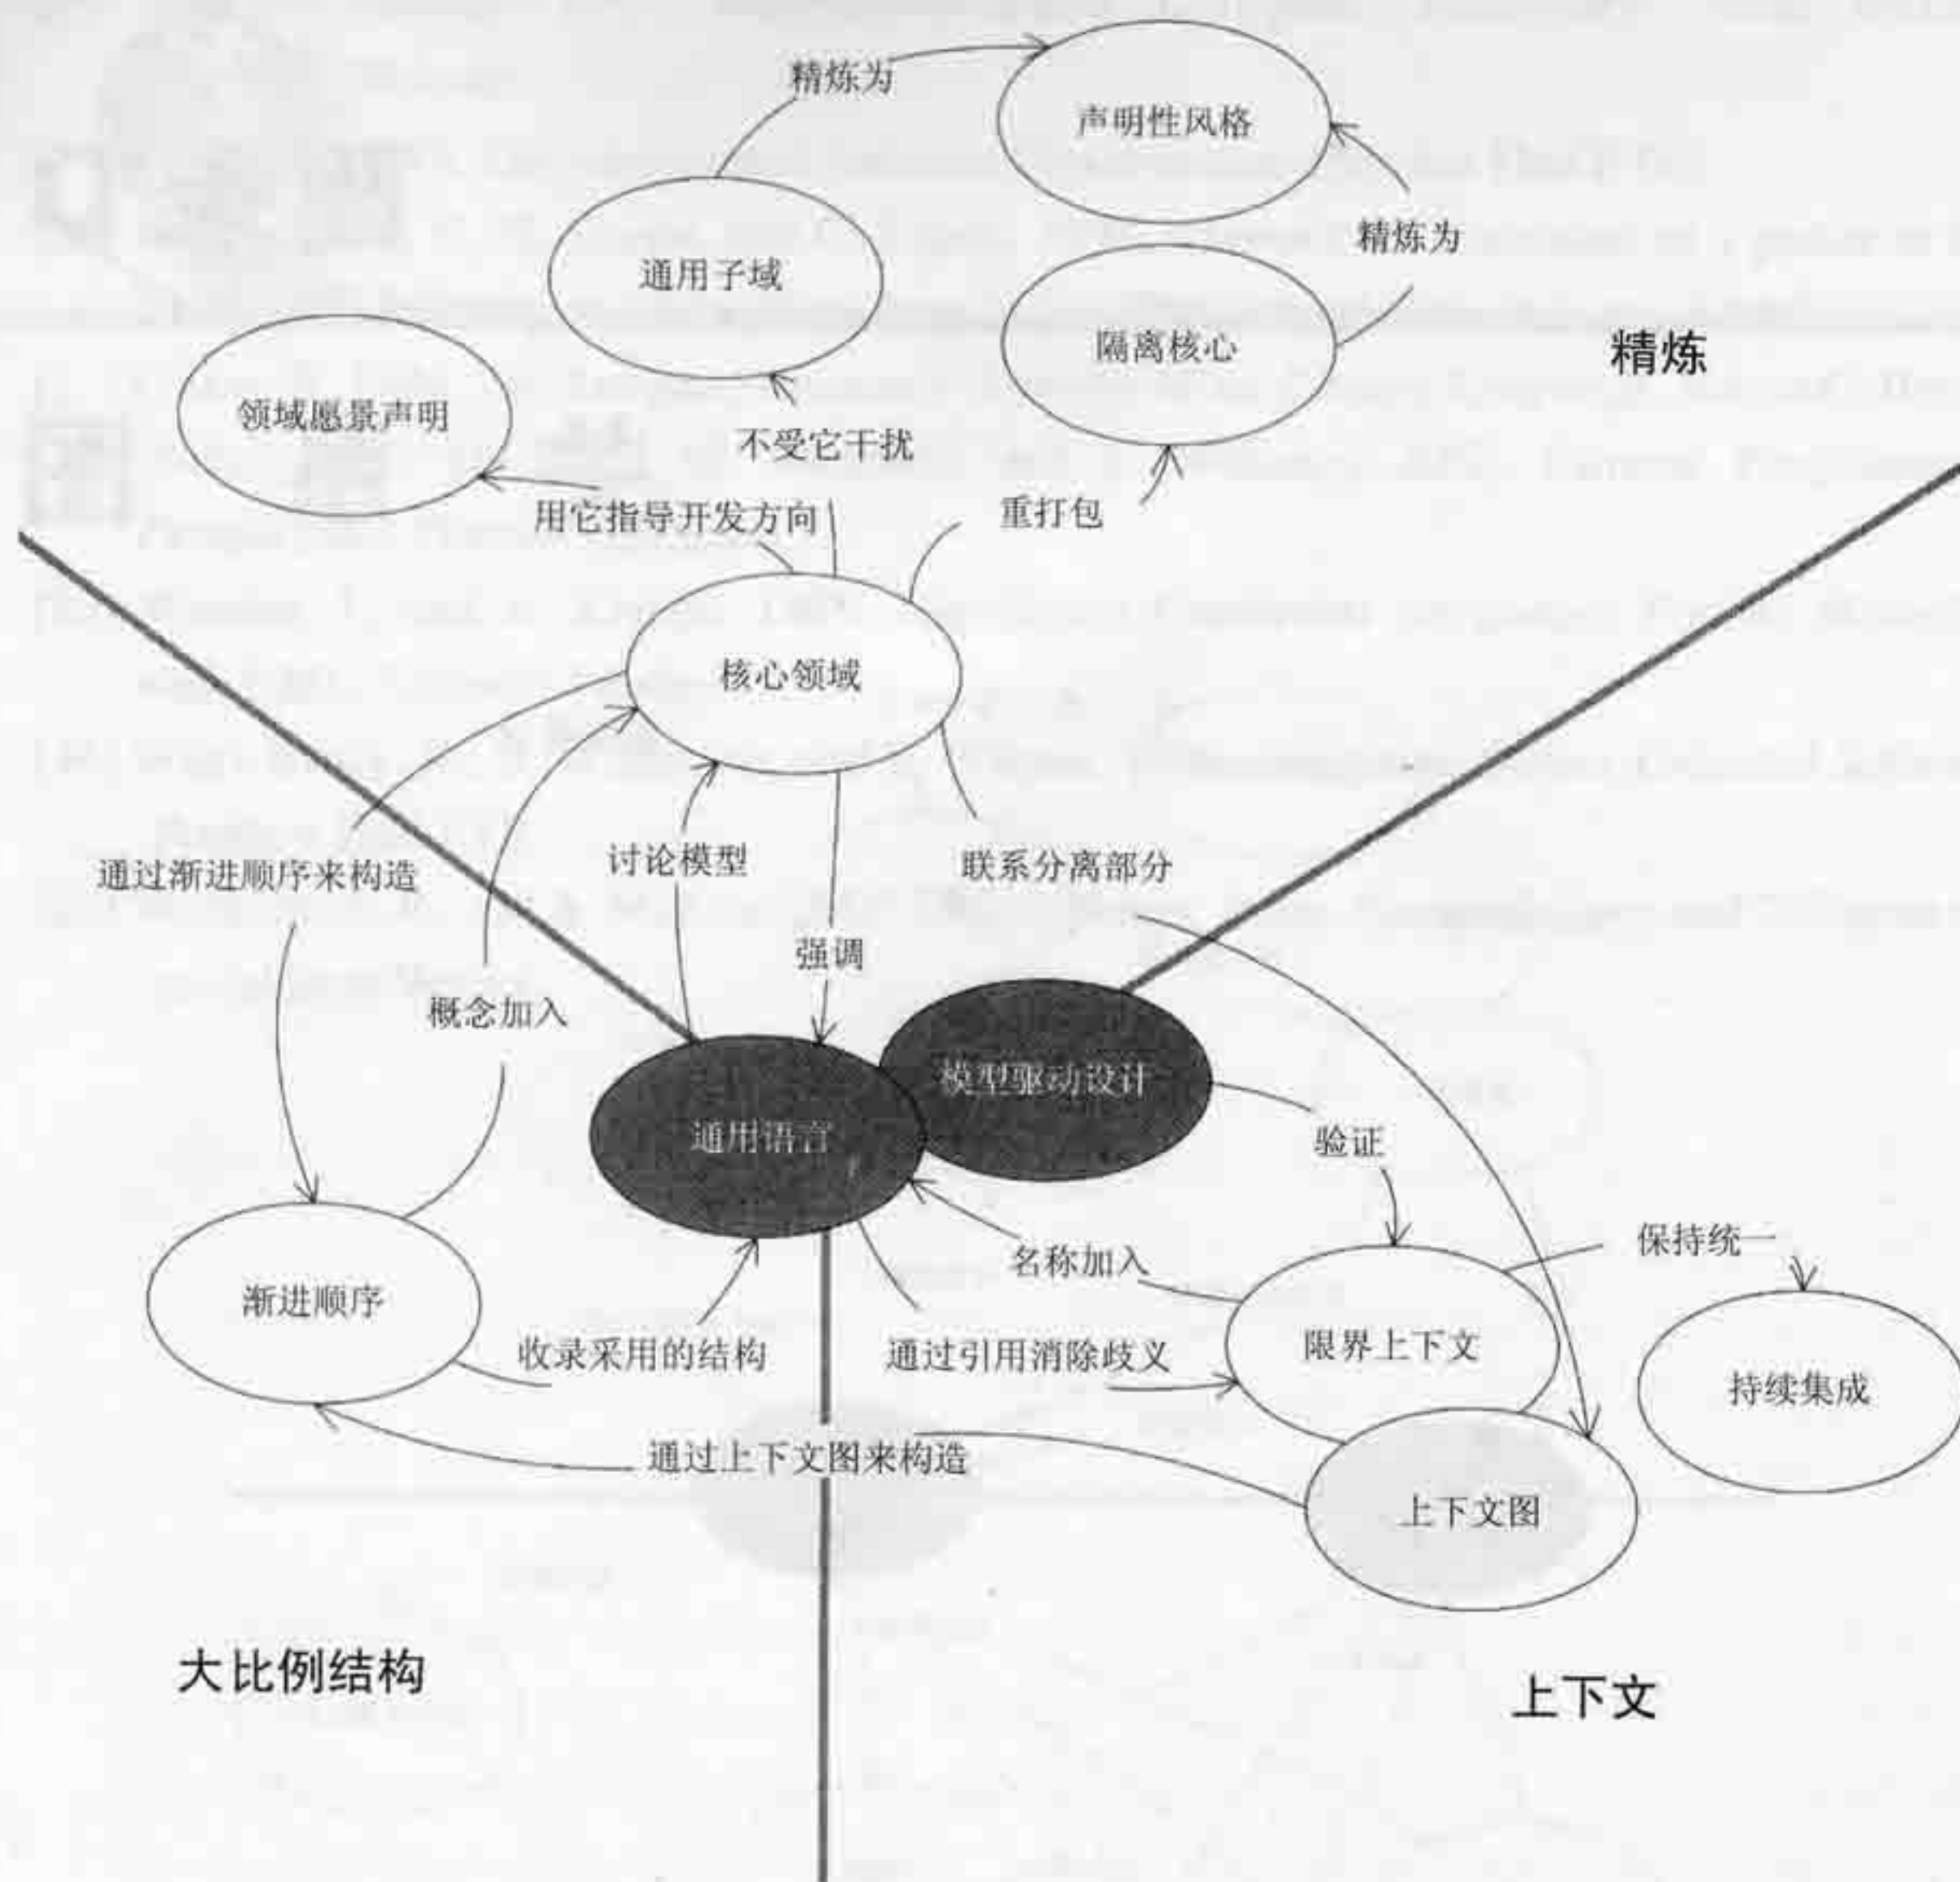 精炼为
声明性风格
精炼为
通用子域
隔离核心
精炼
领域愿景声明
不受它干扰
用它指导开发方向
重打包
核心领域
讨论模型
联系分离部分
通过渐进顺序来构造
强调
概念加入
模型驱动设计
通用语言
验证
保持统一
名称加入
渐进顺序
收录采用的结构
通过引用消除歧义
限界上下文
持续集成
通过上下文图来构造
上下文图
大比例结构
上下文